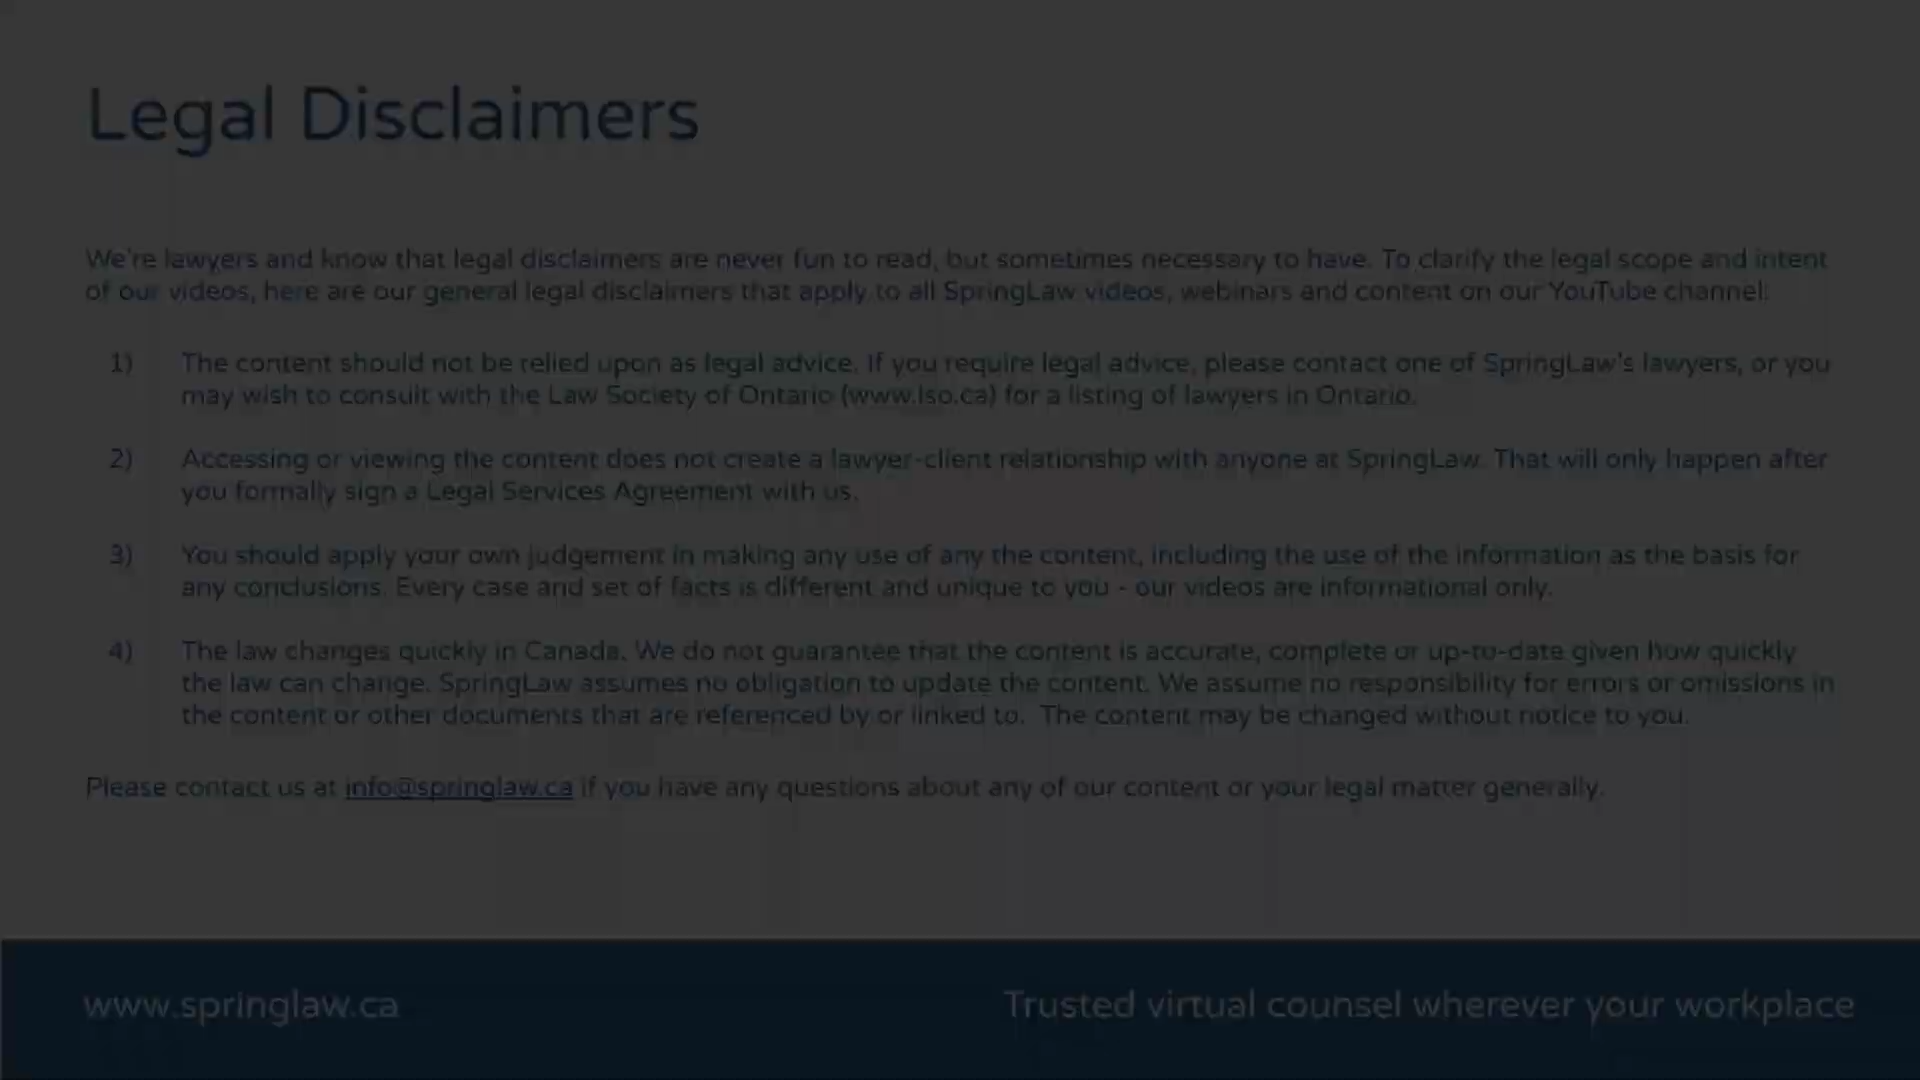 Legal Disclaimers
We're lawyers and know that legal disclaimers are never fun to read, but sometimes necessary to have. To clarify the legal scope and intent
of our videos, here are our general legal disclaimers that apply to all SpringLaw videos, webinars and content on our YouTube channel:
1) The content should not be relied upon as legal advice. If you require legal advice, please contact one of SpringLaw's lawyers, or you
may wish to consult with the Law Society of Ontario (www.lso.ca) for a listing of lawyers in Ontario.
2) Accessing or viewing the content does not create a lawyer-client relationship with anyone at SpringLaw. That will only happen after
you formally sign a Legal Services Agreement with us.
3) You should apply your own judgement in making any use of any the content, including the use of the information as the basis for
any conclusions. Every case and set of facts is different and unique to you - our videos are informational only.
4) The law changes quickly in Canada. We do not guarantee that the content is accurate, complete or up-to-date given how quickly
the law can change. SpringLaw assumes no obligation to update the content. We assume no responsibility for errors or omissions in
the content or other documents that are referenced by or linked to. The content may be changed without notice to you.
Please contact us at info@springlaw.ca if you have any questions about any of our content or your legal matter generally.
www.springlaw.ca
Trusted virtual counsel wherever your workplace